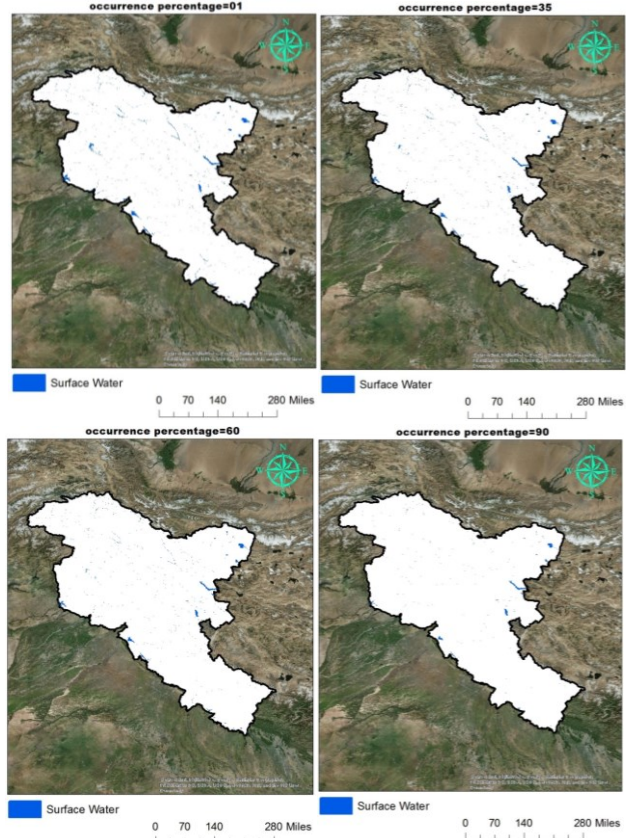 occurrence percentage=01
N
W E
S
Surface Water
0 70 140 280 Miles
occurrence percentage=35
N
W E
S
Surface Water
0 70 140 280 Miles
occurrence percentage=60
N
W E
S
Surface Water
0 70 140 280 Miles
occurrence percentage=90
N
W E
S
Surface Water
0 70 140 280 Miles